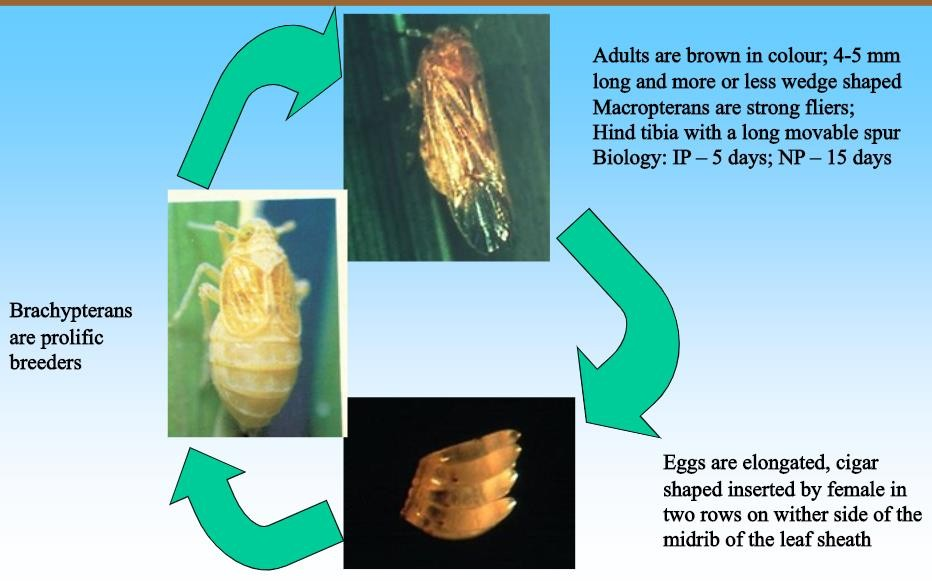 Adults are brown in colour; 4-5 mm
long and more or less wedge shaped
Macropterans are strong fliers;
Hind tibia with a long movable spur
Biology: IP – 5 days; NP – 15 days
Brachypterans
are prolific
breeders
Eggs are elongated, cigar
shaped inserted by female in
two rows on wither side of the
midrib of the leaf sheath